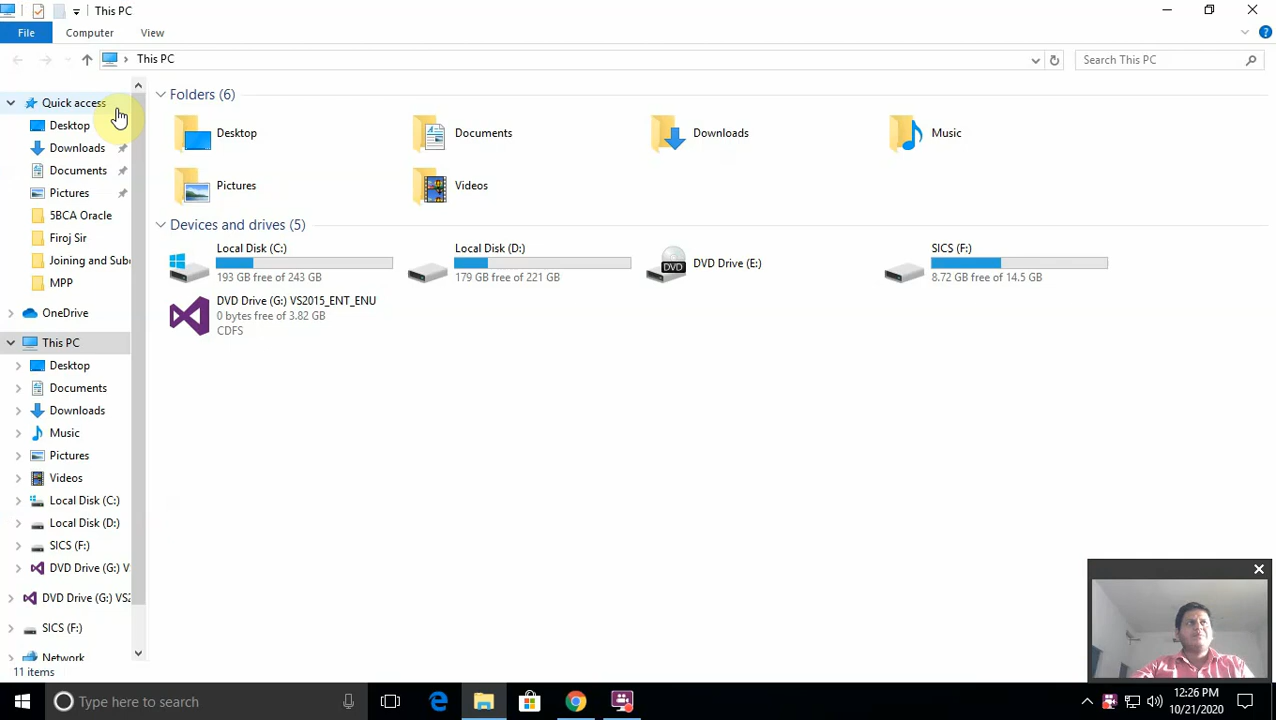 This PC
File Computer View
This PC
Search This PC
Quick access
Desktop
Downloads
Documents
Pictures
5BCA Oracle
Firoj Sir
Joining and Sub
MPP
OneDrive
This PC
Desktop
Documents
Downloads
Music
Pictures
Videos
Local Disk (C:)
Local Disk (D:)
SICS (F:)
DVD Drive (G:) V
DVD Drive (G:) VS2
SICS (F:)
Network
Folders (6)
Desktop
Documents
Downloads
Music
Pictures
Videos
Devices and drives (5)
Local Disk (C:)
193 GB free of 243 GB
Local Disk (D:)
179 GB free of 221 GB
DVD
DVD Drive (E:)
SICS (F:)
8.72 GB free of 14.5 GB
DVD Drive (G:) VS2015_ENT_ENU
0 bytes free of 3.82 GB
CDFS
11 items
Type here to search
12:26 PM
10/21/2020